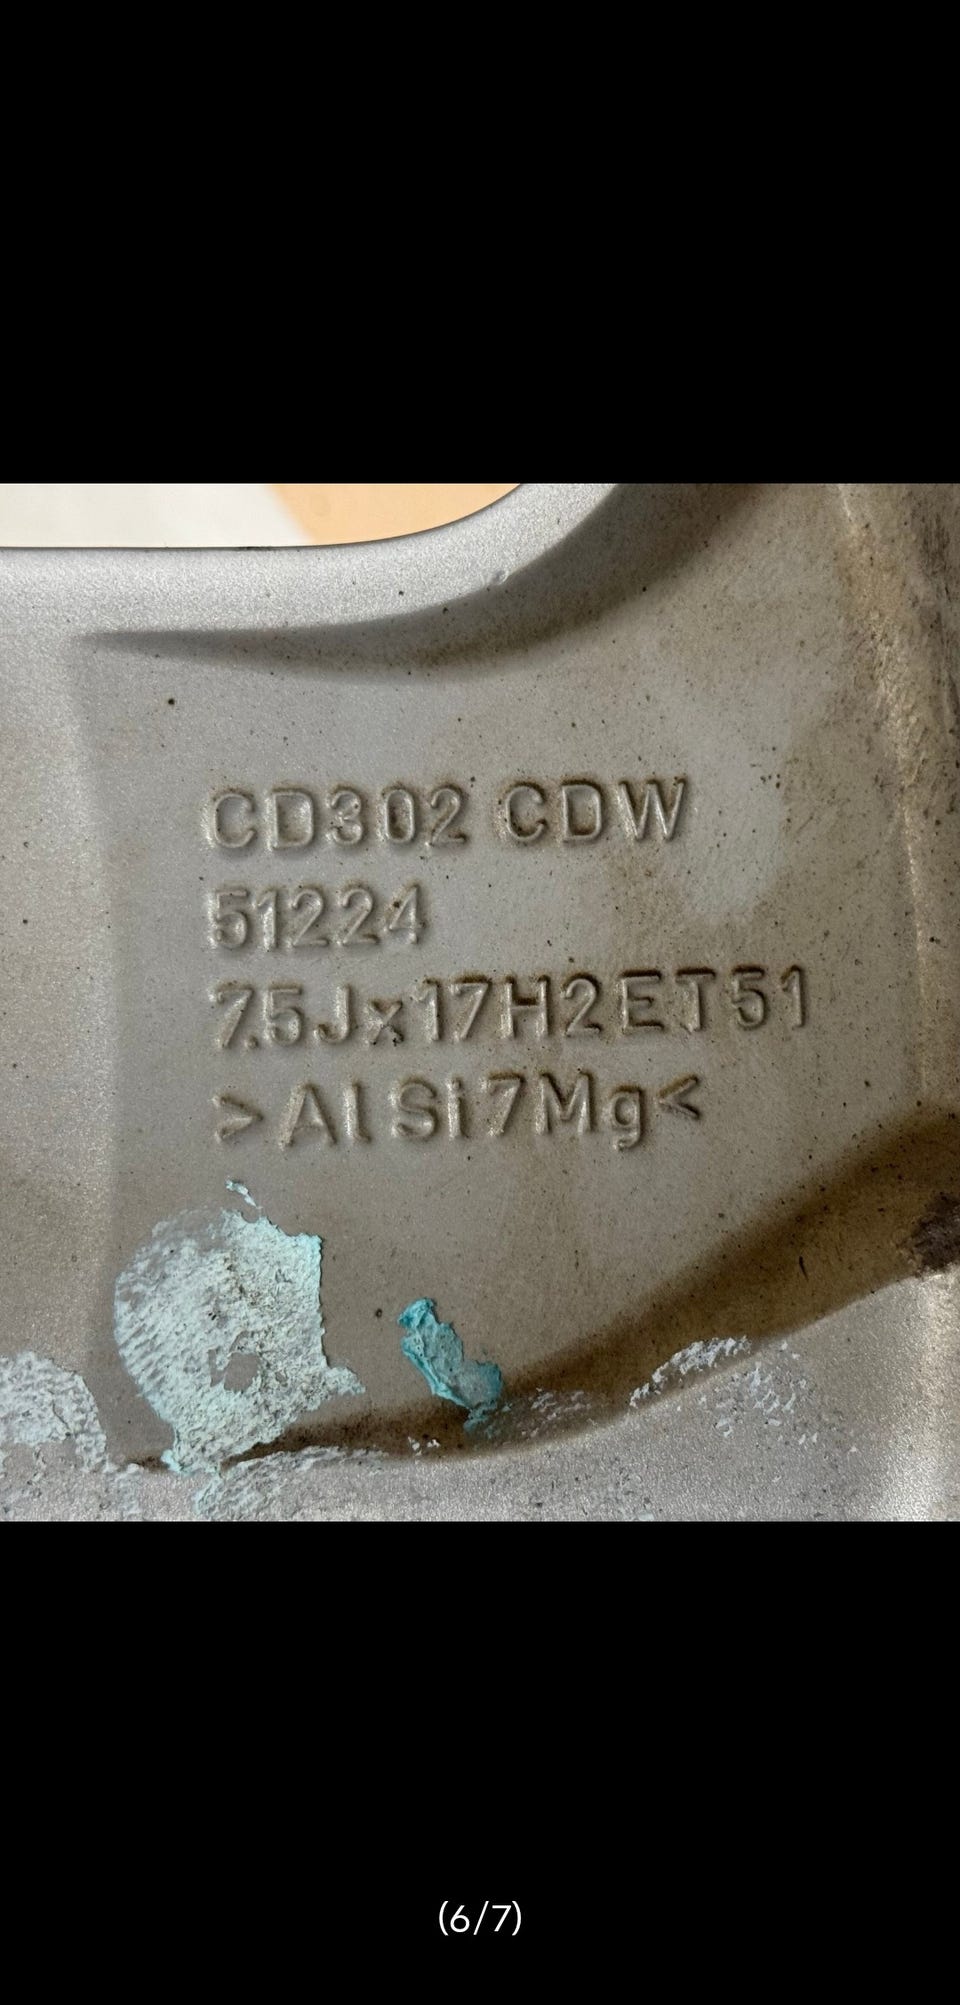 CD302 CDW
51224
7.5Jx17H2ET51
>AlSi7Mg<
(6/7)